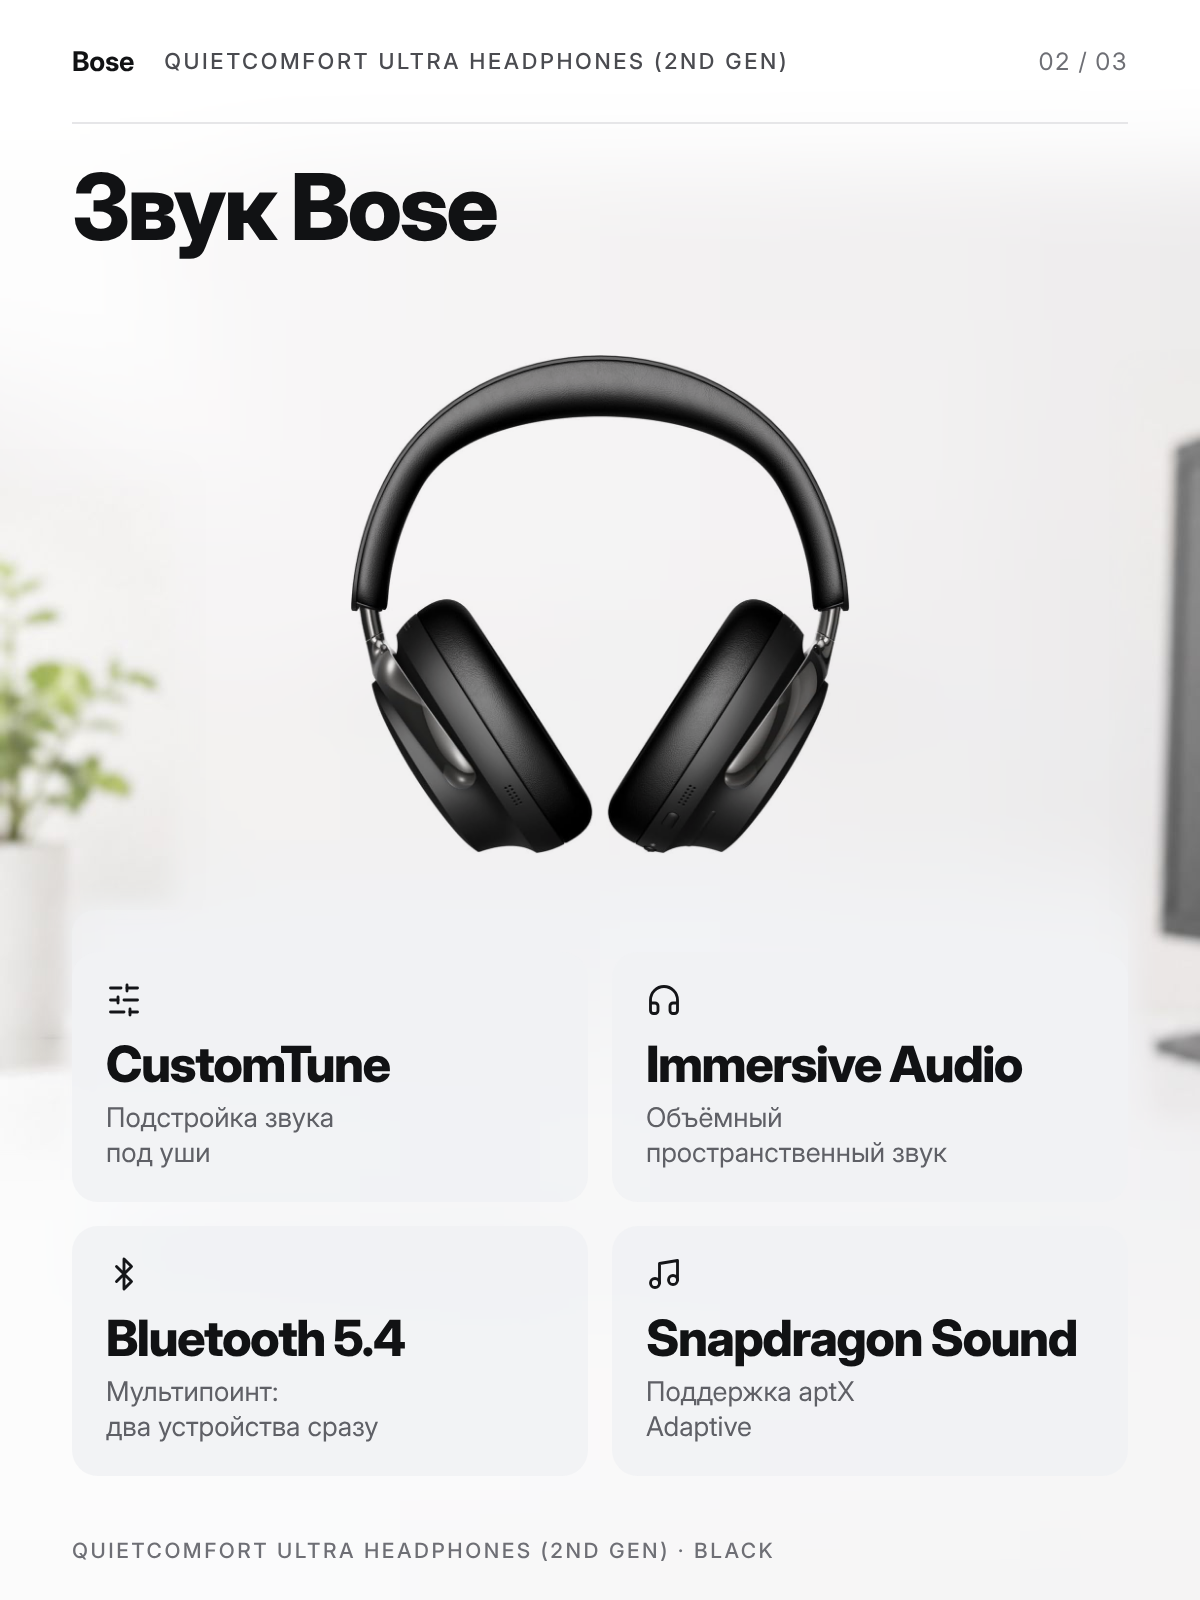 Bose QUIETCOMFORT ULTRA HEADPHONES (2ND GEN) 02 / 03
Звук Bose
CustomTune
Подстройка звука
под уши
Immersive Audio
Объёмный
пространственный звук
Bluetooth 5.4
Мультипоинт:
два устройства сразу
Snapdragon Sound
Поддержка aptX
Adaptive
QUIETCOMFORT ULTRA HEADPHONES (2ND GEN) · BLACK